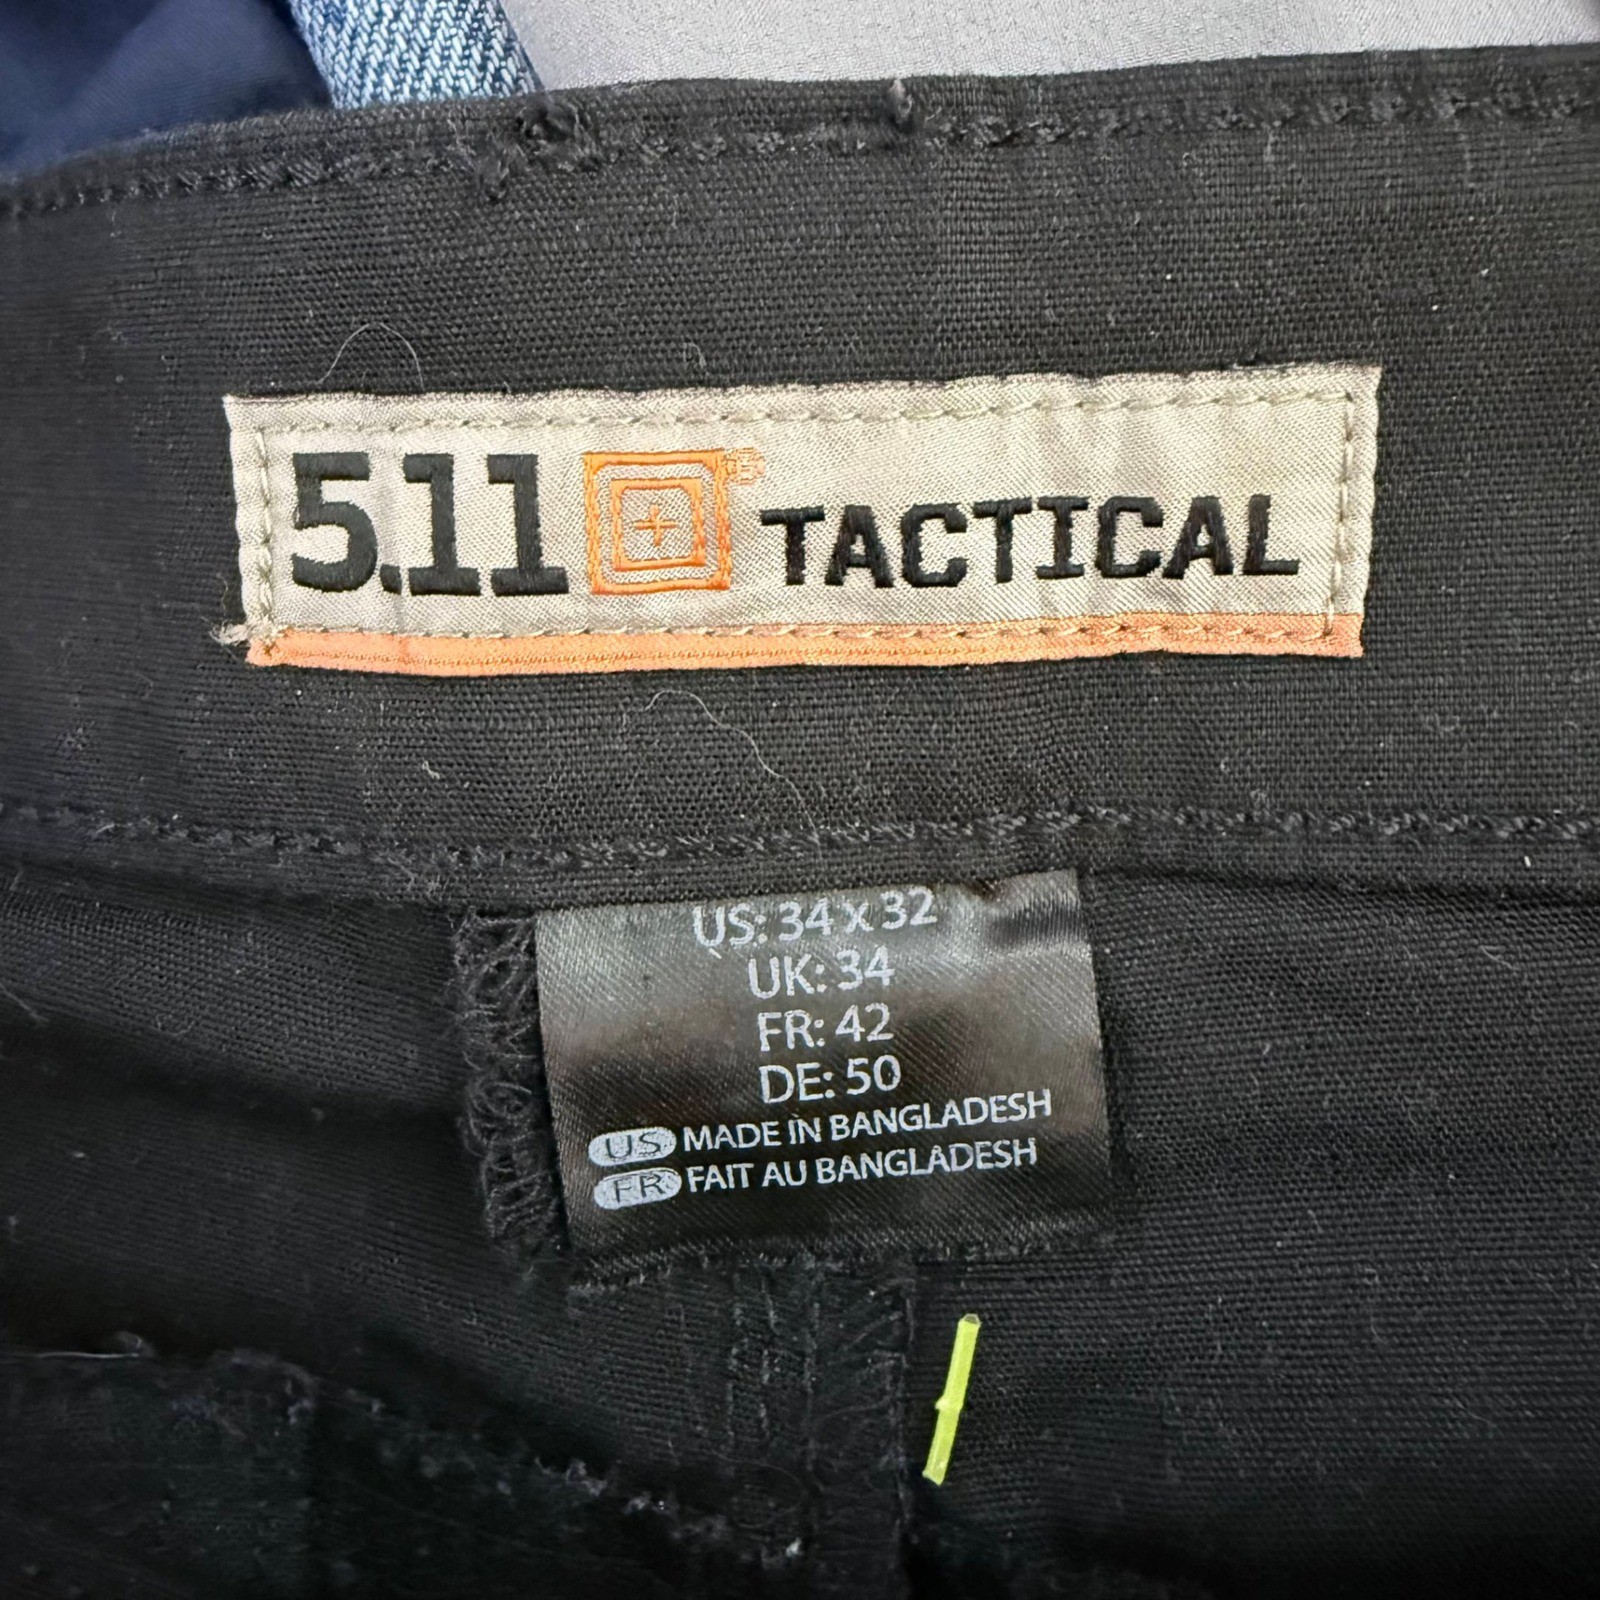 5.11® TACTICAL
US: 34 x 32
UK: 34
FR: 42
DE: 50
US MADE IN BANGLADESH
FR FAIT AU BANGLADESH